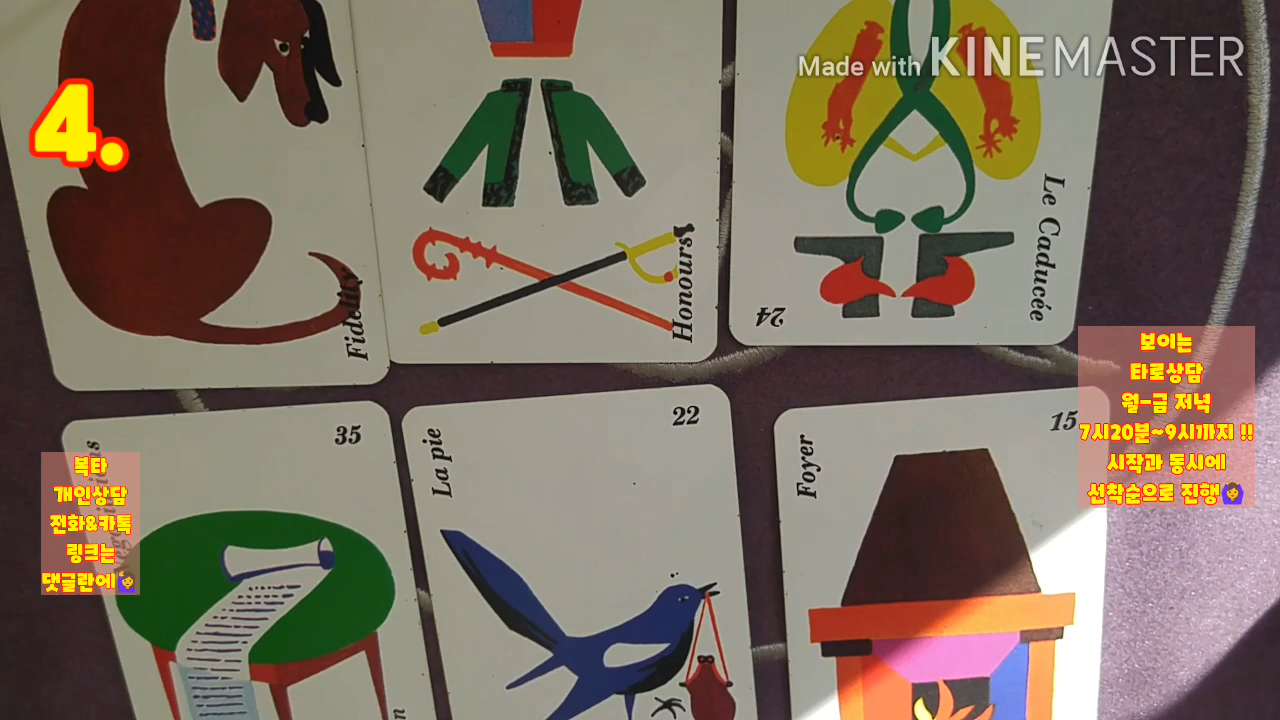 4.
Made with KINEMASTER
Fidelity
Honours
Le Caducée
24
35
La pie
22
Foyer
15
보이는
타로상담
월-금 저녁
7시20분~9시까지 !!
시작과 동시에
선착순으로 진행🙆‍♀️
복타
개인상담
전화&카톡
링크는
댓글란에🙋‍♀️